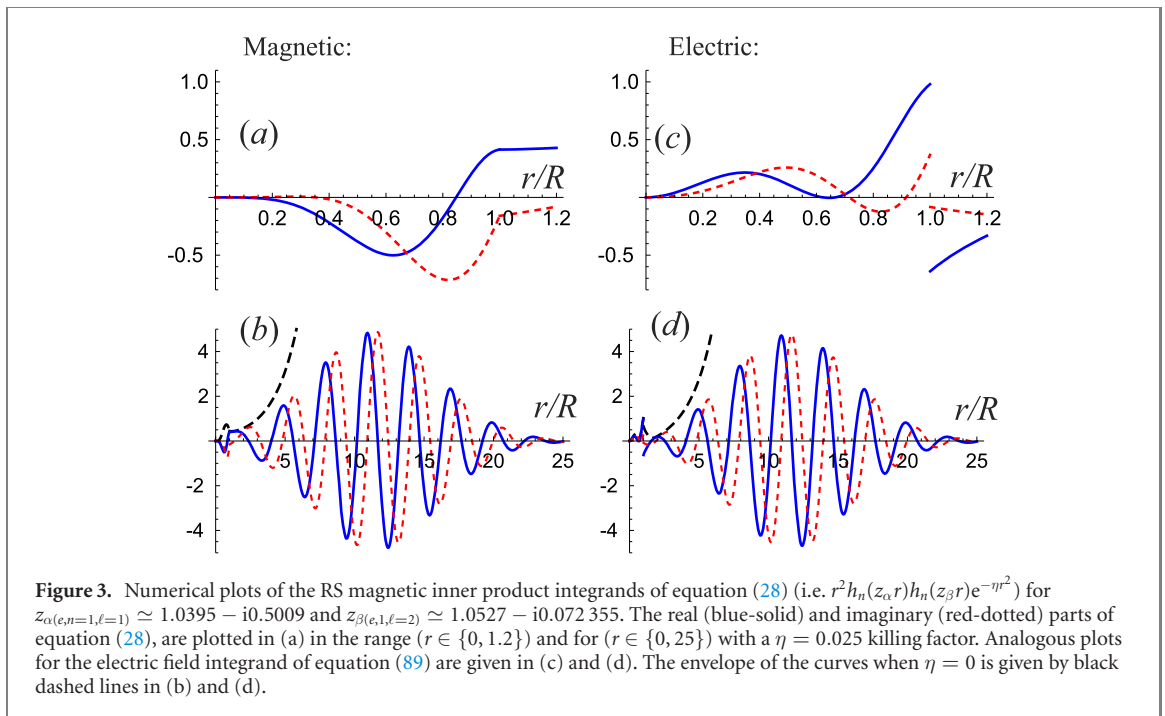 Magnetic:
Electric:
1.0
0.5
-0.5
(a)
r/R
0.2 0.4 0.6 0.8 1.0 1.2
1.0
0.5
-0.5
(c)
r/R
0.2 0.4 0.6 0.8 1.0 1.2
4
2
-2
-4
(b)
r/R
5 10 15 20 25
4
2
-2
-4
(d)
r/R
5 10 15 20 25
Figure 3. Numerical plots of the RS magnetic inner product integrands of equation (28) (i.e. r²hₙ(z_α r)hₙ(z_β r)e^{−ηr²}) for
z_{α(e,n=1,ℓ=1)} ≃ 1.0395 − i0.5009 and z_{β(e,1,ℓ=2)} ≃ 1.0527 − i0.072 355. The real (blue-solid) and imaginary (red-dotted) parts of
equation (28), are plotted in (a) in the range (r ∈ {0, 1.2}) and for (r ∈ {0, 25}) with a η = 0.025 killing factor. Analogous plots
for the electric field integrand of equation (89) are given in (c) and (d). The envelope of the curves when η = 0 is given by black
dashed lines in (b) and (d).